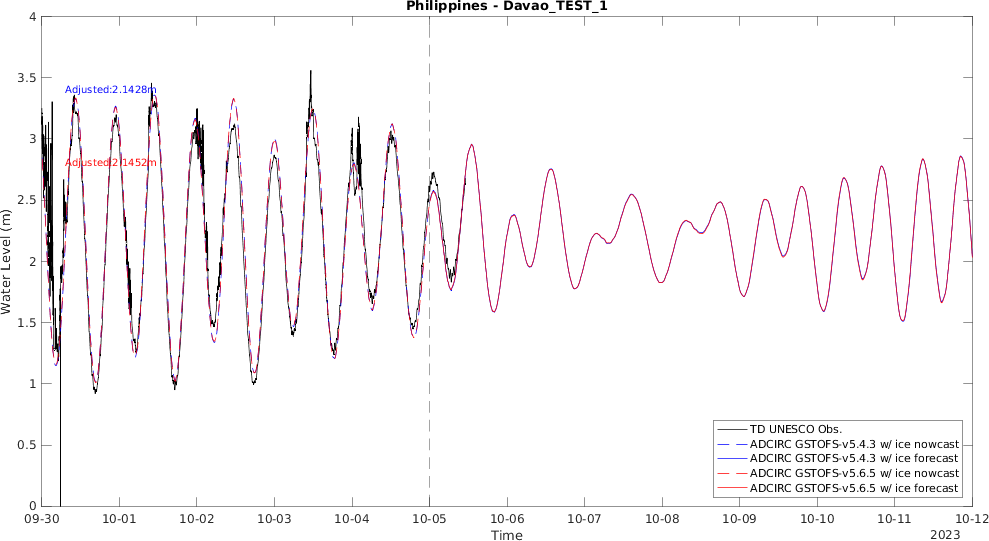 Philippines - Davao_TEST_1
4
3.5
3
2.5
2
1.5
1
0.5
0
Water Level (m)
Adjusted:2.1428m
Adjusted:2.1452m
TD UNESCO Obs.
ADCIRC GSTOFS-v5.4.3 w/ ice nowcast
ADCIRC GSTOFS-v5.4.3 w/ ice forecast
ADCIRC GSTOFS-v5.6.5 w/ ice nowcast
ADCIRC GSTOFS-v5.6.5 w/ ice forecast
09-30 10-01 10-02 10-03 10-04 10-05 10-06 10-07 10-08 10-09 10-10 10-11 10-12
Time
2023